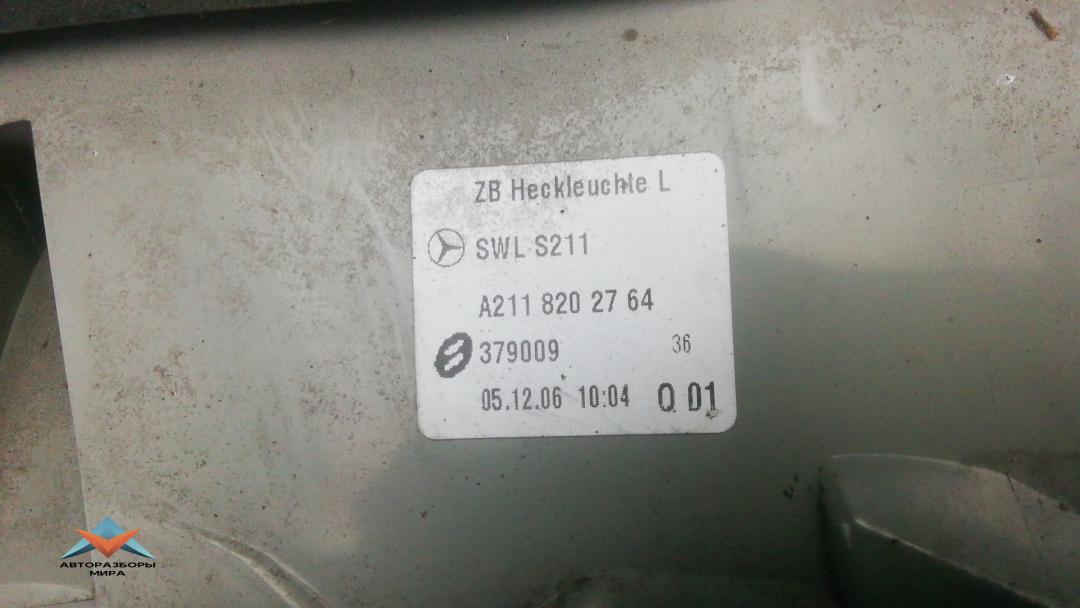 ZB Heckleuchte L
SWL S211
A211 820 27 64
379009 36
05.12.06 10:04 Q 01
АВТОРАЗБОРЫ
МИРА